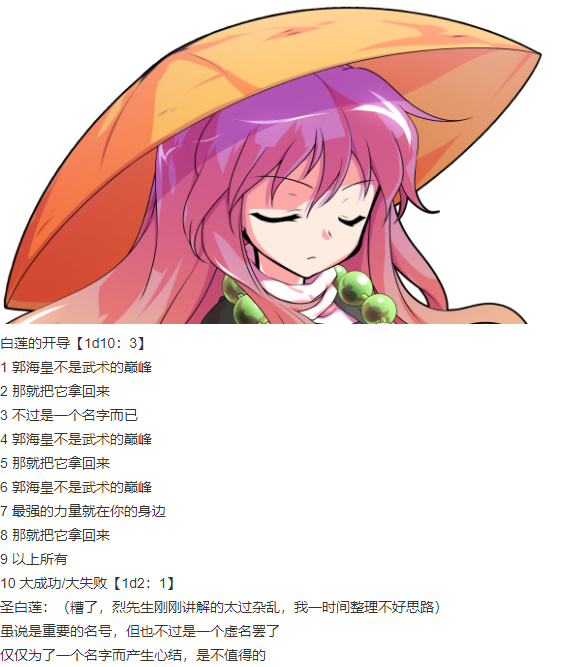 白莲的开导【1d10：3】
1 郭海皇不是武术的巅峰
2 那就把它拿回来
3 不过是一个名字而已
4 郭海皇不是武术的巅峰
5 那就把它拿回来
6 郭海皇不是武术的巅峰
7 最强的力量就在你的身边
8 那就把它拿回来
9 以上所有
10 大成功/大失败【1d2：1】
圣白莲：（糟了，烈先生刚刚讲解的太过杂乱，我一时间整理不好思路）
虽说是重要的名号，但也不过是一个虚名罢了
仅仅为了一个名字而产生心结，是不值得的